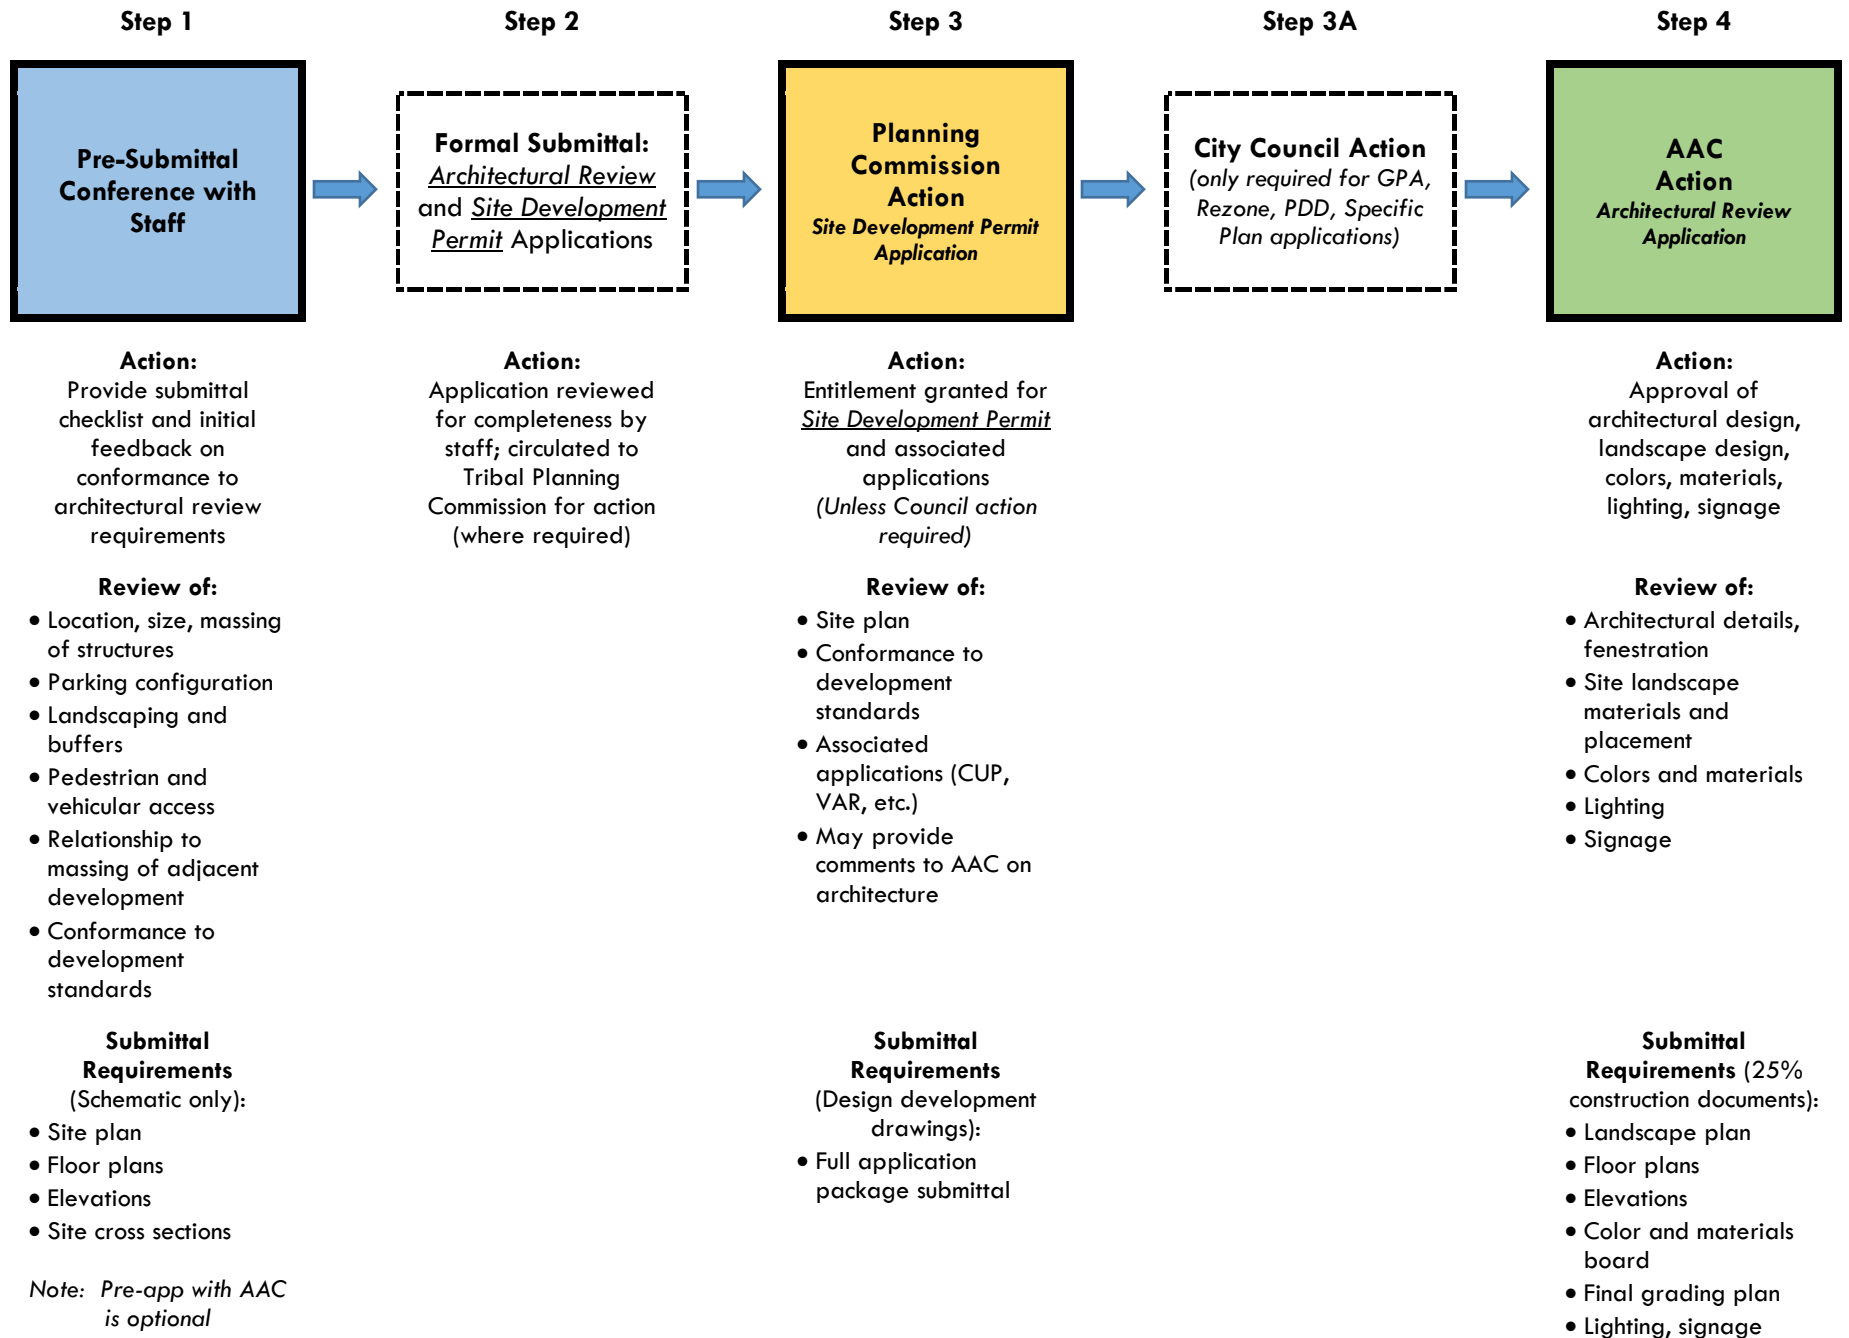 Step 1
Step 2
Step 3
Step 3A
Step 4
Pre-Submittal
Conference with
Staff
Formal Submittal:
Architectural Review
and Site Development
Permit Applications
Planning
Commission
Action
Site Development Permit
Application
City Council Action
(only required for GPA,
Rezone, PDD, Specific
Plan applications)
AAC
Action
Architectural Review
Application
Action:
Provide submittal
checklist and initial
feedback on
conformance to
architectural review
requirements
Review of:
• Location, size, massing
of structures
• Parking configuration
• Landscaping and
buffers
• Pedestrian and
vehicular access
• Relationship to
massing of adjacent
development
• Conformance to
development
standards
Submittal
Requirements
(Schematic only):
• Site plan
• Floor plans
• Elevations
• Site cross sections
Note: Pre-app with AAC
is optional
Action:
Application reviewed
for completeness by
staff; circulated to
Tribal Planning
Commission for action
(where required)
Action:
Entitlement granted for
Site Development Permit
and associated
applications
(Unless Council action
required)
Review of:
• Site plan
• Conformance to
development
standards
• Associated
applications (CUP,
VAR, etc.)
• May provide
comments to AAC on
architecture
Submittal
Requirements
(Design development
drawings):
• Full application
package submittal
Action:
Approval of
architectural design,
landscape design,
colors, materials,
lighting, signage
Review of:
• Architectural details,
fenestration
• Site landscape
materials and
placement
• Colors and materials
• Lighting
• Signage
Submittal
Requirements (25%
construction documents):
• Landscape plan
• Floor plans
• Elevations
• Color and materials
board
• Final grading plan
• Lighting, signage